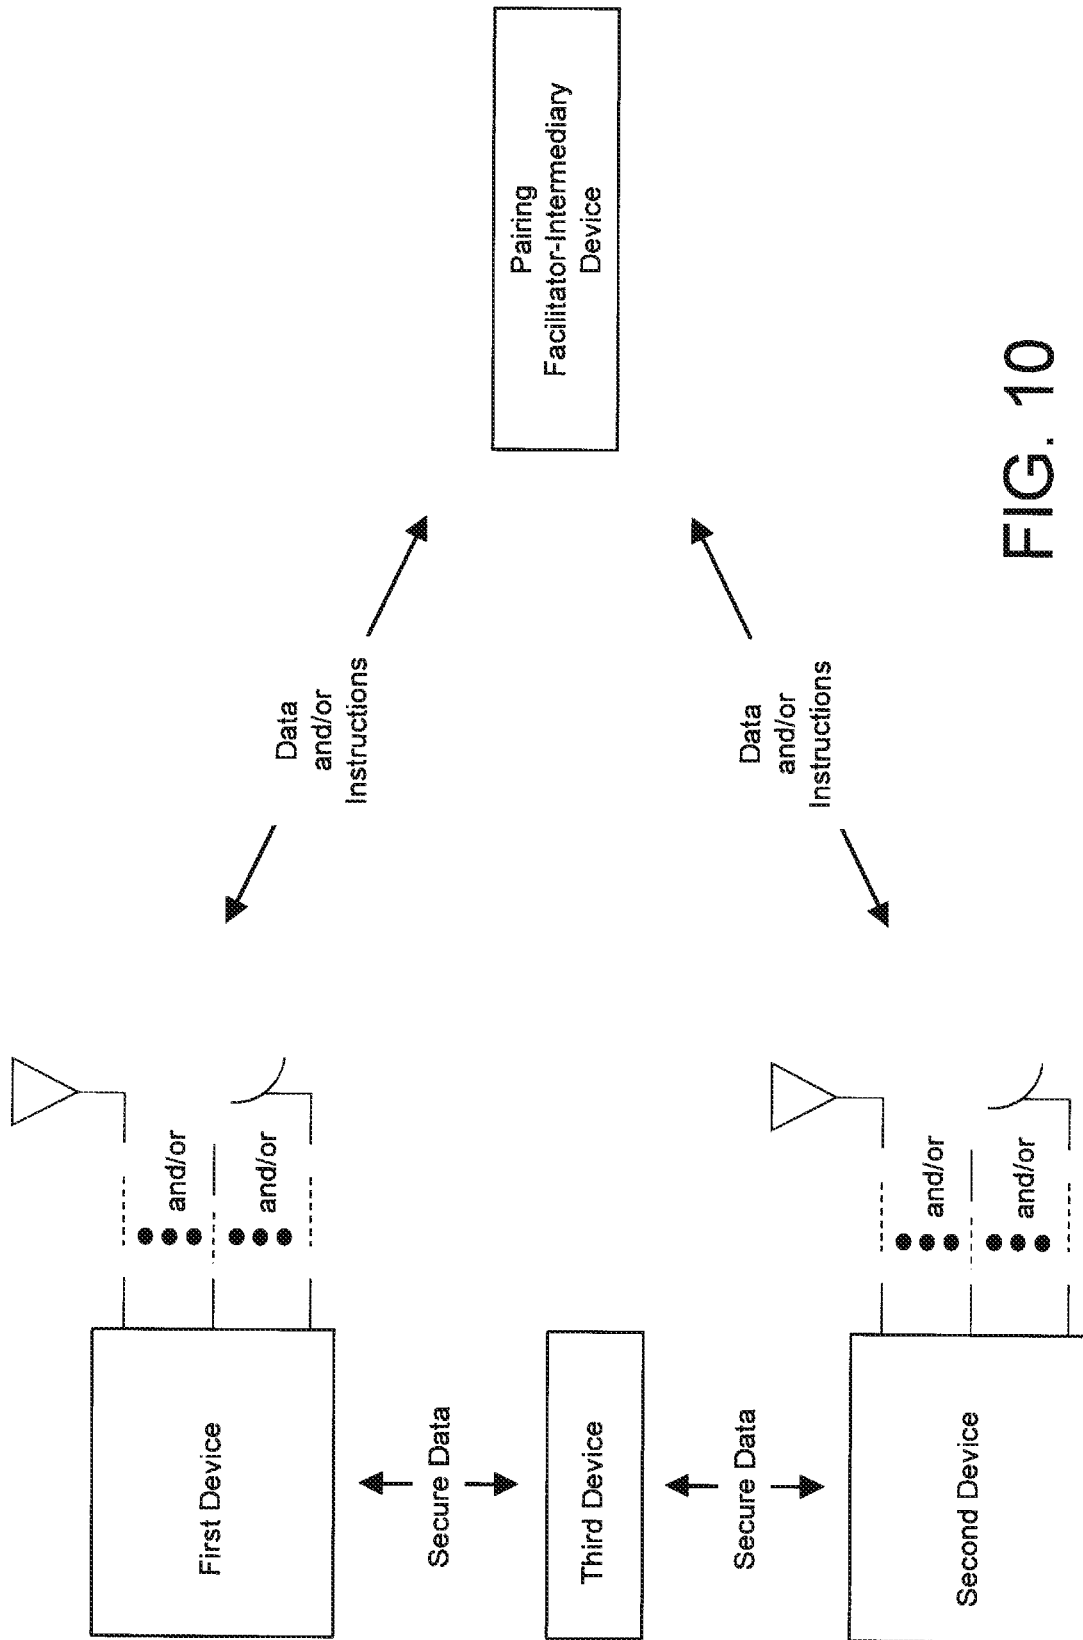 First Device
and/or
and/or
Secure Data
Third Device
Secure Data
Second Device
and/or
and/or
Data
and/or
Instructions
Data
and/or
Instructions
Pairing
Facilitator-Intermediary
Device
FIG. 10